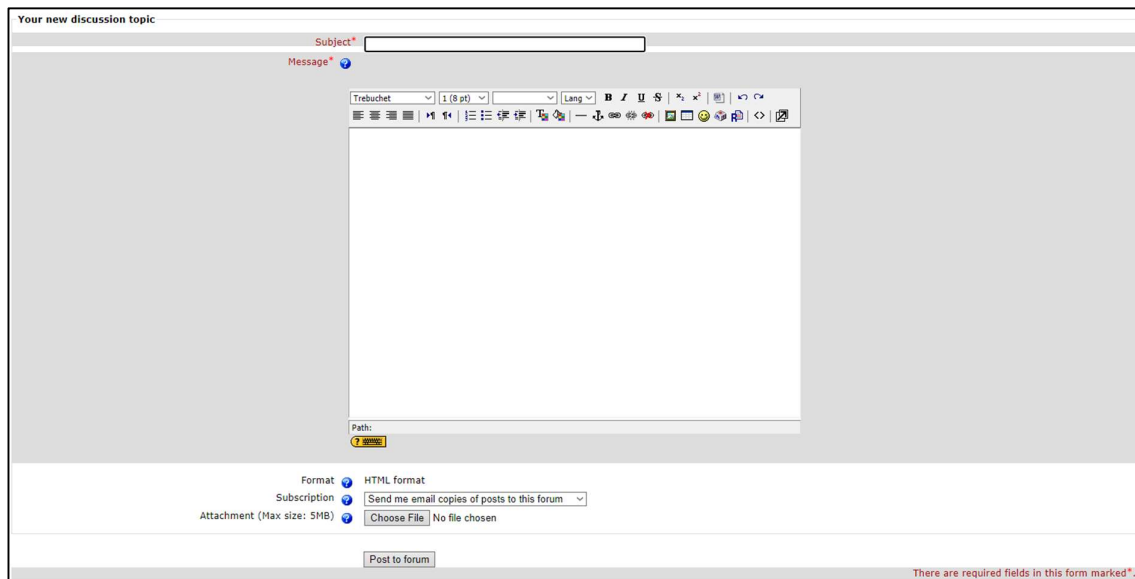 Your new discussion topic
Subject*
Message*
Trebuchet 1 (8 pt) Lang B I U S x₂ x²
Path:
Format HTML format
Subscription Send me email copies of posts to this forum
Attachment (Max size: 5MB) Choose File No file chosen
Post to forum
There are required fields in this form marked*.